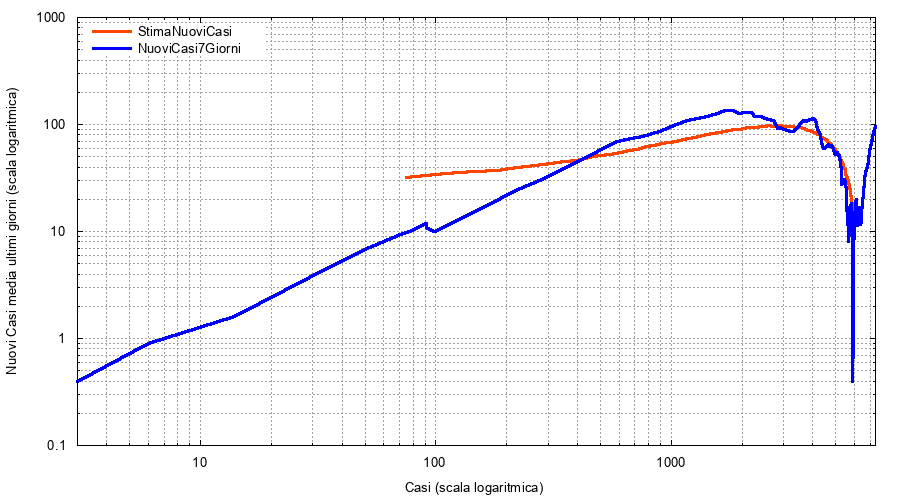 1000
100
10
1
0.1
Nuovi Casi media ultimi giorni (scala logaritmica)
StimaNuoviCasi
NuoviCasi7Giorni
10 100 1000
Casi (scala logaritmica)